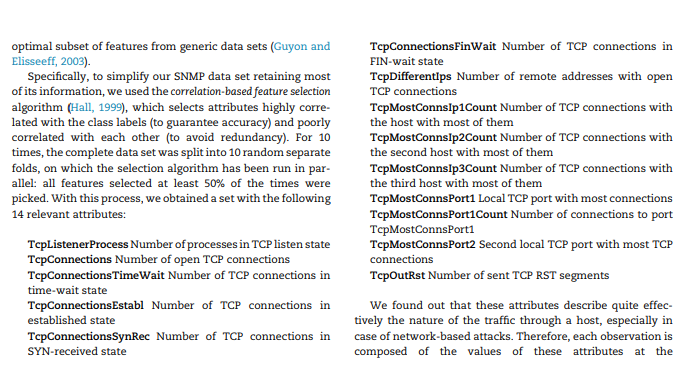 optimal subset of features from generic data sets (Guyon and
Elisseeff, 2003).
Specifically, to simplify our SNMP data set retaining most
of its information, we used the correlation-based feature selection
algorithm (Hall, 1999), which selects attributes highly corre-
lated with the class labels (to guarantee accuracy) and poorly
correlated with each other (to avoid redundancy). For 10
times, the complete data set was split into 10 random separate
folds, on which the selection algorithm has been run in par-
allel: all features selected at least 50% of the times were
picked. With this process, we obtained a set with the following
14 relevant attributes:
TcpListenerProcess Number of processes in TCP listen state
TcpConnections Number of open TCP connections
TcpConnectionsTimeWait Number of TCP connections in
time-wait state
TcpConnectionsEstabl Number of TCP connections in
established state
TcpConnectionsSynRec Number of TCP connections in
SYN-received state
TcpConnectionsFinWait Number of TCP connections in
FIN-wait state
TcpDifferentIps Number of remote addresses with open
TCP connections
TcpMostConnsIp1Count Number of TCP connections with
the host with most of them
TcpMostConnsIp2Count Number of TCP connections with
the second host with most of them
TcpMostConnsIp3Count Number of TCP connections with
the third host with most of them
TcpMostConnsPort1 Local TCP port with most connections
TcpMostConnsPort1Count Number of connections to port
TcpMostConnsPort1
TcpMostConnsPort2 Second local TCP port with most TCP
connections
TcpOutRst Number of sent TCP RST segments
We found out that these attributes describe quite effec-
tively the nature of the traffic through a host, especially in
case of network-based attacks. Therefore, each observation is
composed of the values of these attributes at the